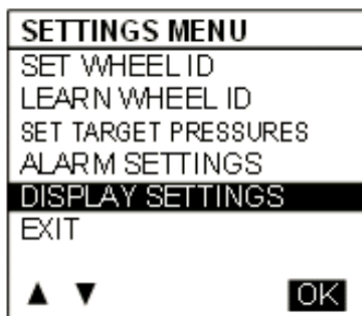 SETTINGS MENU
SET WHEEL ID
LEARN WHEEL ID
SET TARGET PRESSURES
ALARM SETTINGS
DISPLAY SETTINGS
EXIT
▲ ▼ OK